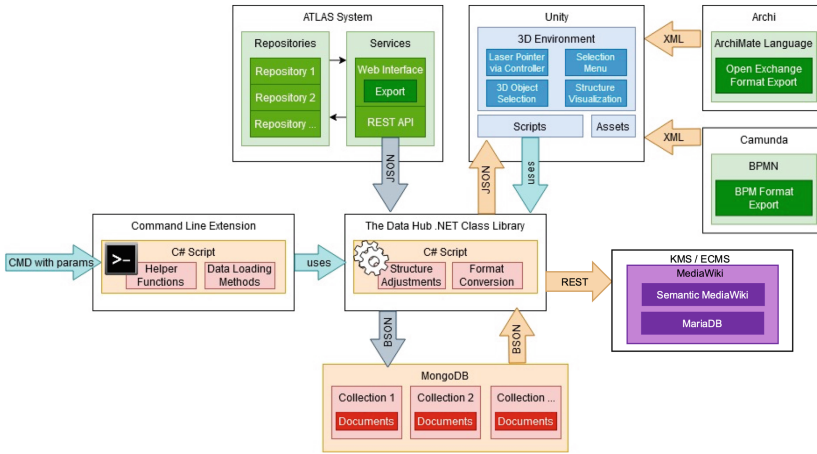 ATLAS System
Repositories
Repository 1
Repository 2
Repository ...
Services
Web Interface
Export
REST API
Unity
3D Environment
Laser Pointer
via Controller
Selection
Menu
3D Object
Selection
Structure
Visualization
Scripts
Assets
XML
Archi
ArchiMate Language
Open Exchange
Format Export
XML
Camunda
BPMN
BPM Format
Export
JSON
JSON
uses
CMD with params
Command Line Extension
C# Script
>-
Helper
Functions
Data Loading
Methods
uses
The Data Hub .NET Class Library
C# Script
Structure
Adjustments
Format
Conversion
REST
KMS / ECMS
MediaWiki
Semantic MediaWiki
MariaDB
BSON
BSON
MongoDB
Collection 1
Documents
Collection 2
Documents
Collection ...
Documents